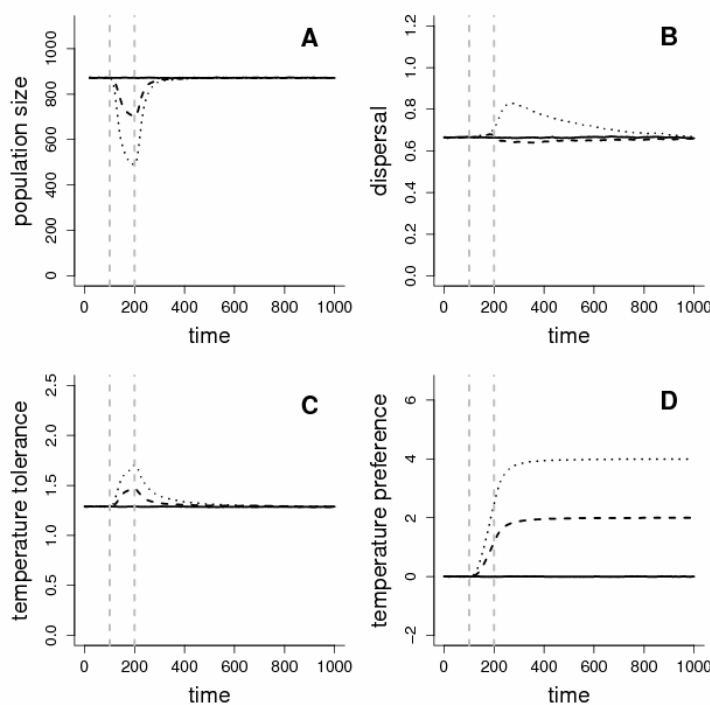 A
population size
0 200 400 600 800 1000
0 200 400 600 800 1000
time
B
dispersal
0.0 0.2 0.4 0.6 0.8 1.0 1.2
0 200 400 600 800 1000
time
C
temperature tolerance
0.0 0.5 1.0 1.5 2.0 2.5
0 200 400 600 800 1000
time
D
temperature preference
−2 0 2 4 6
0 200 400 600 800 1000
time